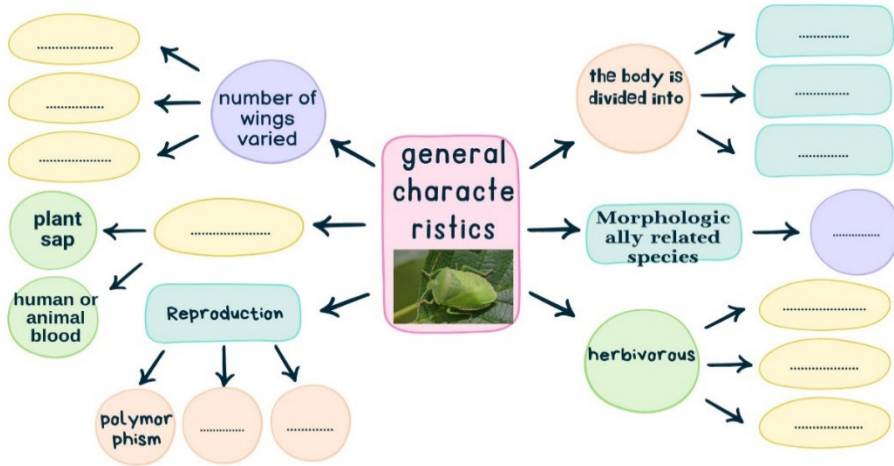 ....................
number of
wings
varied
...............
...................
plant
sap
....................
human or
animal
blood
Reproduction
polymor
phism
............
.............
general
characte
ristics
the body is
divided into
............
............
............
Morphologic
ally related
species
............
herbivorous
.....................
.................
.................